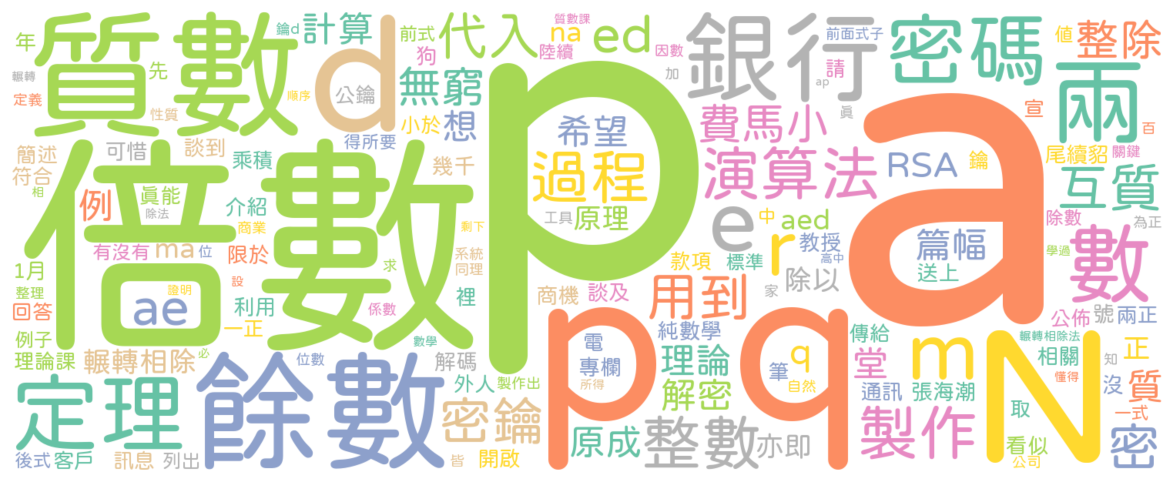 質數課
年 質數 鑰d 計算 前式 代入 na ed 因數 銀行 前面式子 密碼 值 整除
狗 陸續
輾轉 先 d 無窮 p 加 請 兩
定義 順序 公鑰 ap a 宣 百
性質 小於 想 希望 費馬小 眞
簡述 可惜 談到 得所要 尾續貂 關鍵
符合 乘積 幾千 過程 演算法 RSA 鑰 互質
相 倍數 眞能 除法 工具 原理
例 介紹 e 中 aed 除數 為正
有沒有 ma 位 商業 剩下 r 教授 篇幅 數
1月 限於 求 系統 同理 款項 標準 高中 送上 學過
整理 ae 證明 設 裡 商機 談及 家 除以
回答 利用 係數 用到 公佈 號 兩正
例子 一正 數學 p 電 純數學 q 傳給 m N 輾轉相除法
理論課 輾轉相除 必 位數 解碼 專欄 理論 q 堂 相關 知 正
定理 餘數 外人 製作出 所得 解密 筆 自然 通訊 張海潮 懂得 沒 質
密鑰 製作 取 一式
後式 客戶 訊息 列出 皆 開啟 原成 整數 亦即 看似 公司 密